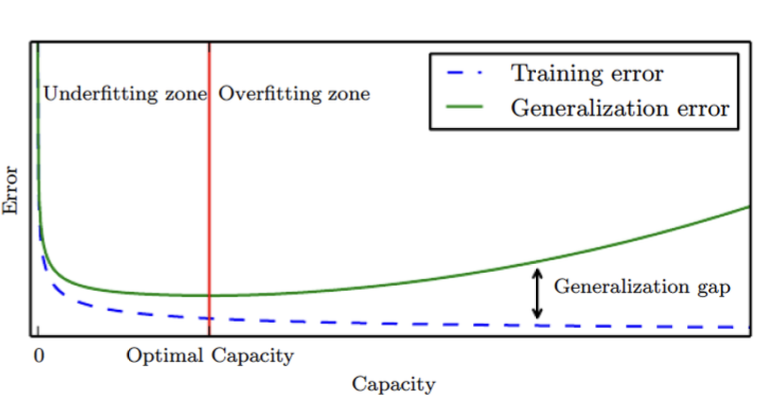 Training error
Generalization error
Underfitting zone
Overfitting zone
Error
Generalization gap
0
Optimal Capacity
Capacity